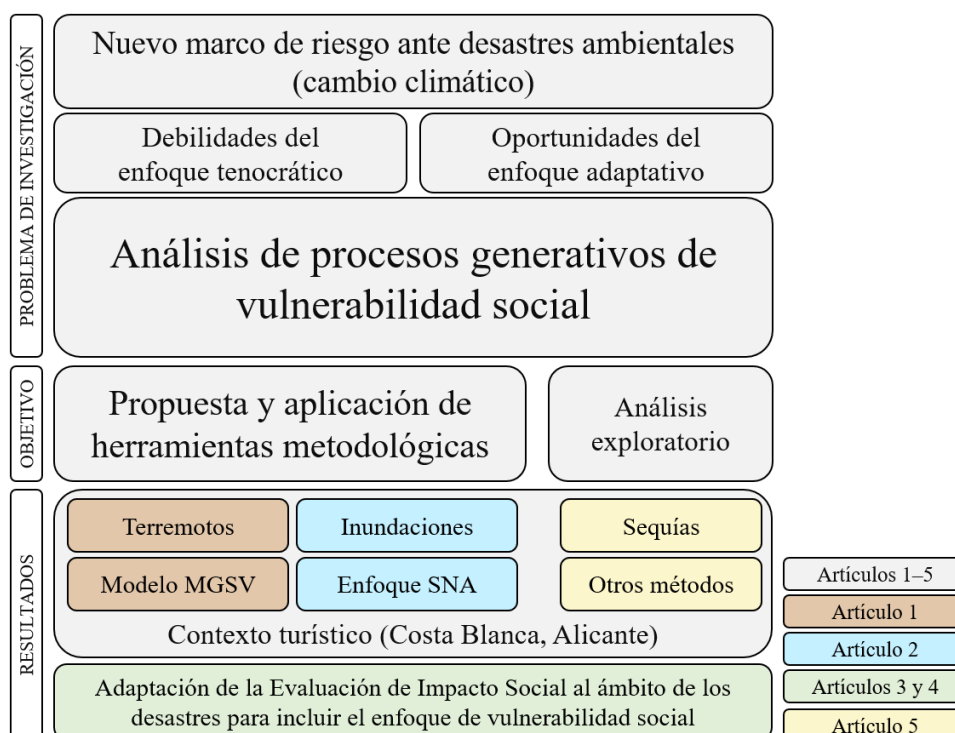 PROBLEMA DE INVESTIGACIÓN
Nuevo marco de riesgo ante desastres ambientales
(cambio climático)
Debilidades del
enfoque tenocrático
Oportunidades del
enfoque adaptativo
Análisis de procesos generativos de
vulnerabilidad social
OBJETIVO
Propuesta y aplicación de
herramientas metodológicas
Análisis
exploratorio
RESULTADOS
Terremotos
Inundaciones
Sequías
Modelo MGSV
Enfoque SNA
Otros métodos
Contexto turístico (Costa Blanca, Alicante)
Adaptación de la Evaluación de Impacto Social al ámbito de los
desastres para incluir el enfoque de vulnerabilidad social
Artículos 1–5
Artículo 1
Artículo 2
Artículos 3 y 4
Artículo 5